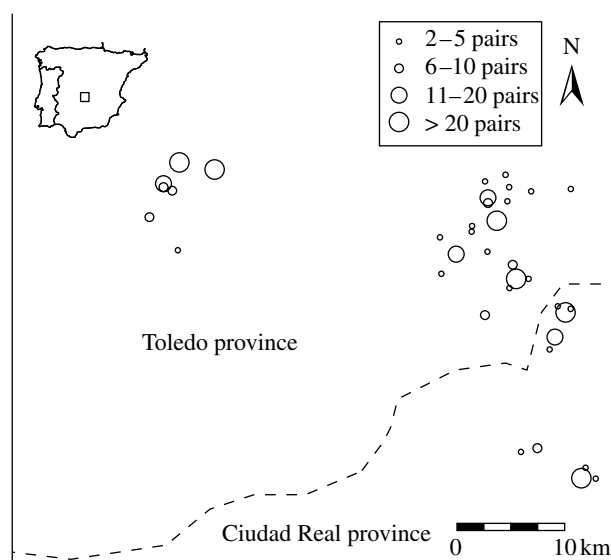 2–5 pairs
6–10 pairs
11–20 pairs
> 20 pairs
N
Toledo province
Ciudad Real province
0 10 km